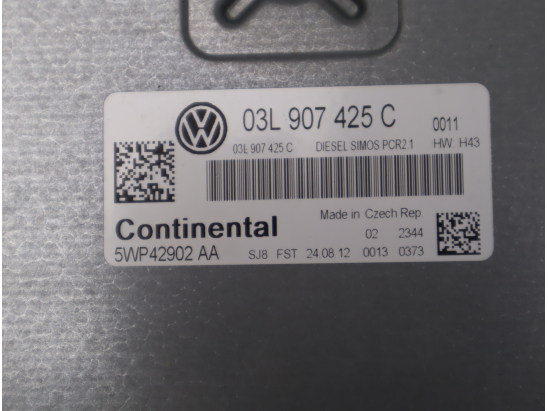 03L 907 425 C 0011
03L 907 425 C DIESEL SIMOS PCR2.1 HW H43
Made in Czech Rep
Continental 02 2344
5WP42902 AA SJ8 FST 24 08 12 0013 0373